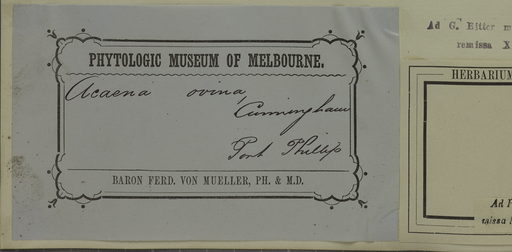 PHYTOLOGIC MUSEUM OF MELBOURNE.
Acaena ovina, Cunningham
Port Phillip
BARON FERD. VON MUELLER, PH. & M.D.
Ad G. Bitter
remissa
HERBARIUM
Ad